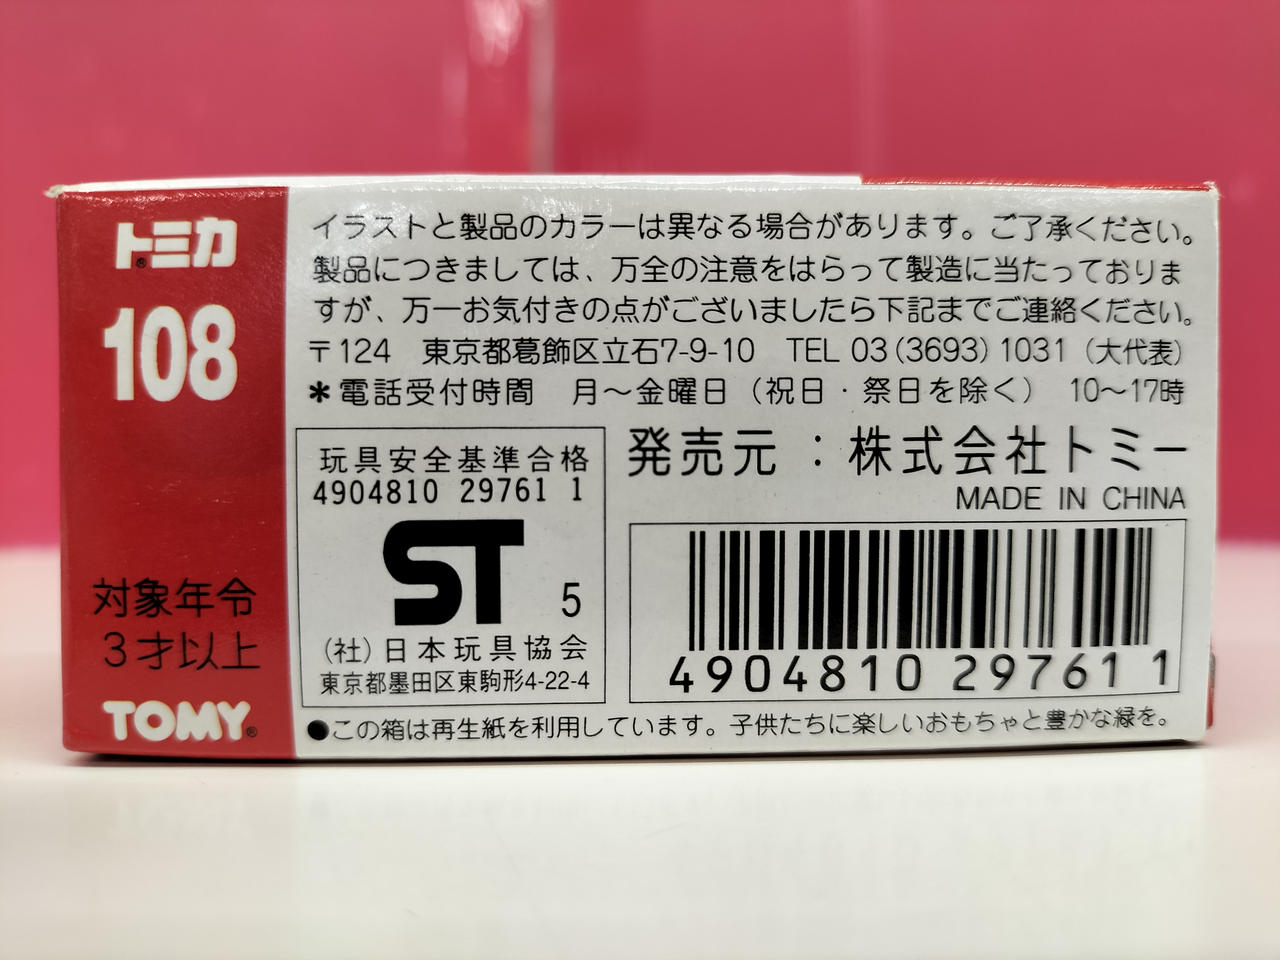 トミカ®
108
対象年令
3才以上
TOMY®
イラストと製品のカラーは異なる場合があります。ご了承ください。
製品につきましては、万全の注意をはらって製造に当たっておりま
すが、万一お気付きの点がございましたら下記までご連絡ください。
〒124 東京都葛飾区立石7-9-10 TEL 03(3693)1031(大代表)
＊電話受付時間 月〜金曜日(祝日・祭日を除く) 10〜17時
玩具安全基準合格
4904810 29761 1
ST 5
(社)日本玩具協会
東京都墨田区東駒形4-22-4
発売元:株式会社トミー
MADE IN CHINA
4904810 29761 1
●この箱は再生紙を利用しています。子供たちに楽しいおもちゃと豊かな緑を。